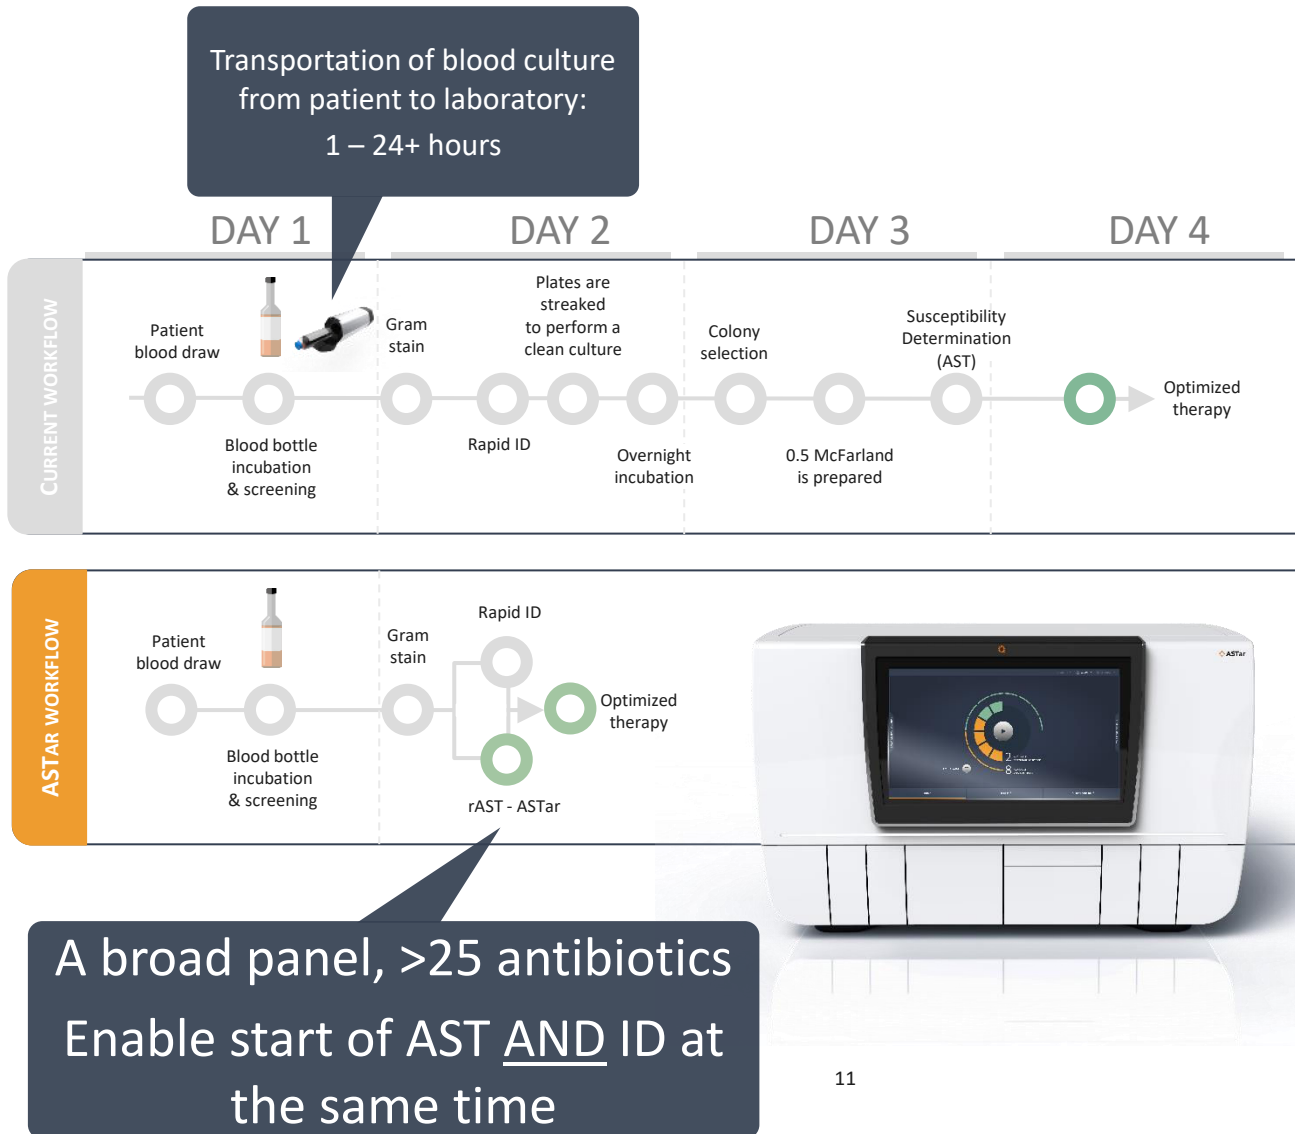 Transportation of blood culture
from patient to laboratory:
1 – 24+ hours
DAY 1
DAY 2
DAY 3
DAY 4
CURRENT WORKFLOW
Patient
blood draw
Blood bottle
incubation
& screening
Gram
stain
Rapid ID
Plates are
streaked
to perform a
clean culture
Overnight
incubation
Colony
selection
0.5 McFarland
is prepared
Susceptibility
Determination
(AST)
Optimized
therapy
ASTAR WORKFLOW
Patient
blood draw
Blood bottle
incubation
& screening
Gram
stain
Rapid ID
rAST - ASTar
Optimized
therapy
ASTar
2
8
A broad panel, >25 antibiotics
Enable start of AST AND ID at
the same time
11